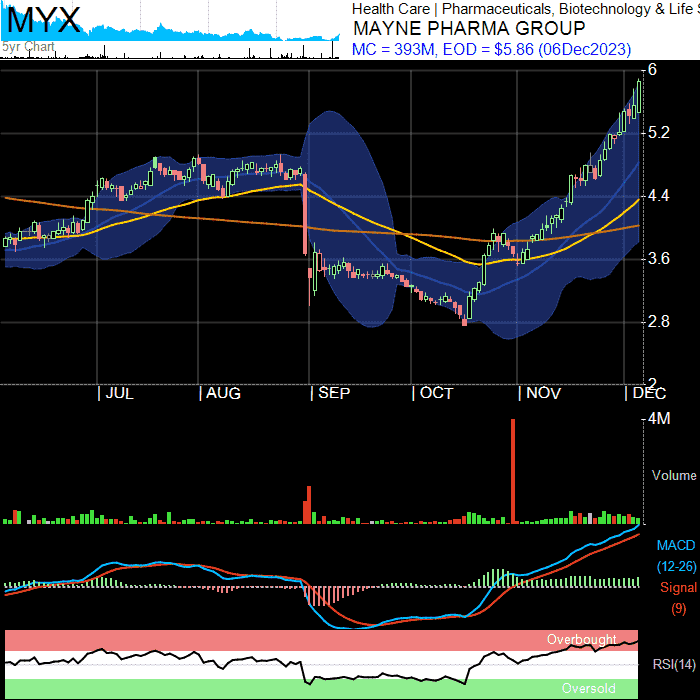 MYX
5yr Chart
Health Care | Pharmaceuticals, Biotechnology & Life S
MAYNE PHARMA GROUP
MC = 393M, EOD = $5.86 (06Dec2023)
6
5.2
4.4
3.6
2.8
2
| JUL | AUG | SEP | OCT | NOV | DEC
4M
Volume
MACD
(12-26)
Signal
(9)
Overbought
RSI(14)
Oversold